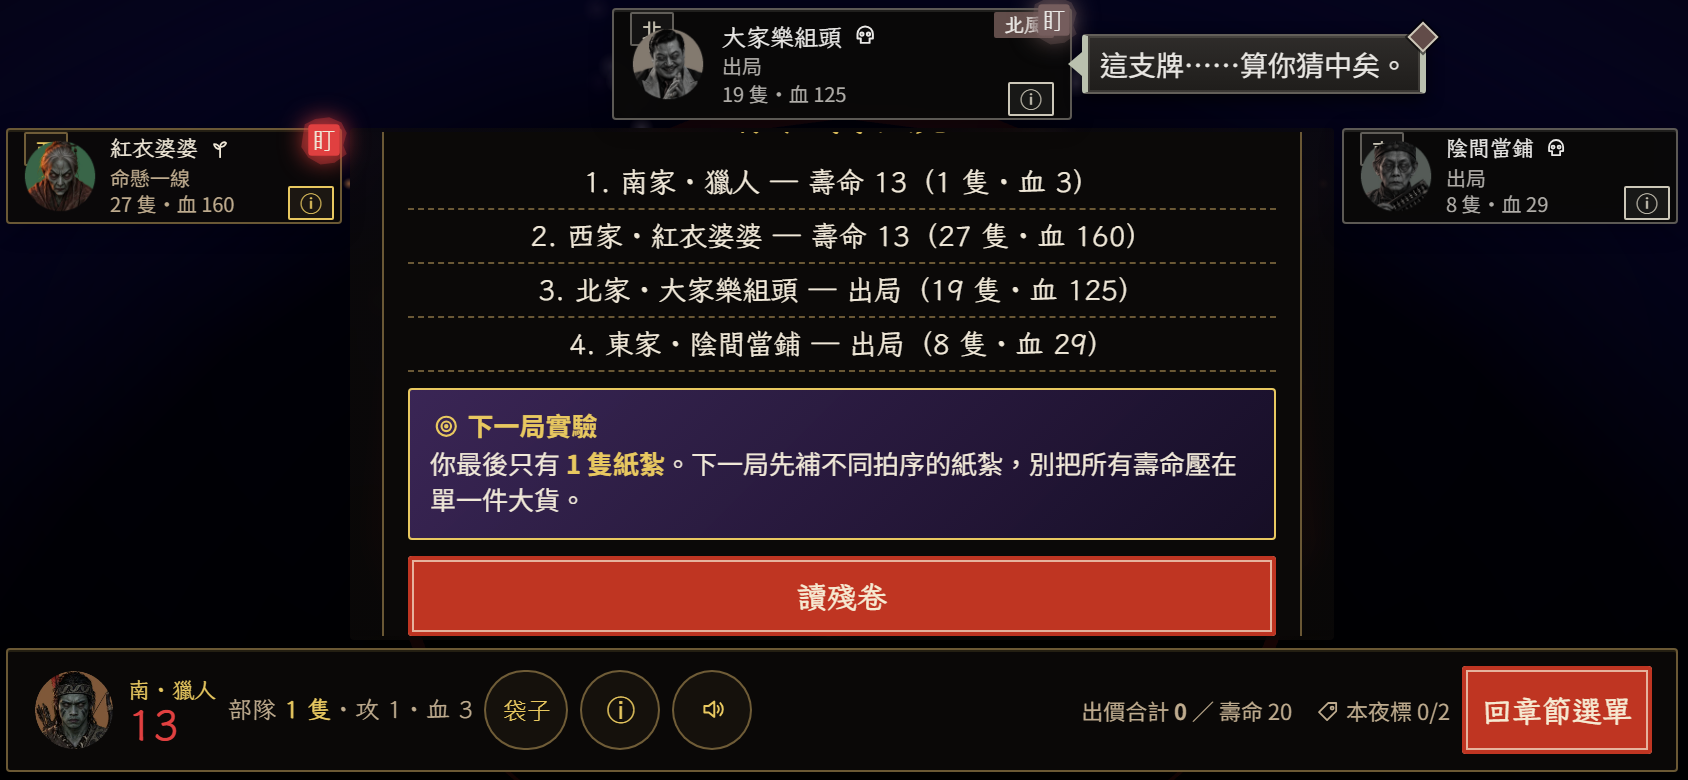 大家樂組頭
出局
19 隻・血 125
盯
這支牌……算你猜中矣。
紅衣婆婆
命懸一線
27 隻・血 160
盯
陰間當鋪
出局
8 隻・血 29
1. 南家・獵人 — 壽命 13（1 隻・血 3）
2. 西家・紅衣婆婆 — 壽命 13（27 隻・血 160）
3. 北家・大家樂組頭 — 出局（19 隻・血 125）
4. 東家・陰間當鋪 — 出局（8 隻・血 29）
下一局實驗
你最後只有 1 隻紙紮。下一局先補不同拍序的紙紮，別把所有壽命壓在
單一件大貨。
讀殘卷
南・獵人
13
部隊 1 隻・攻 1・血 3
袋子
出價合計 0 ／ 壽命 20
本夜標 0/2
回章節選單